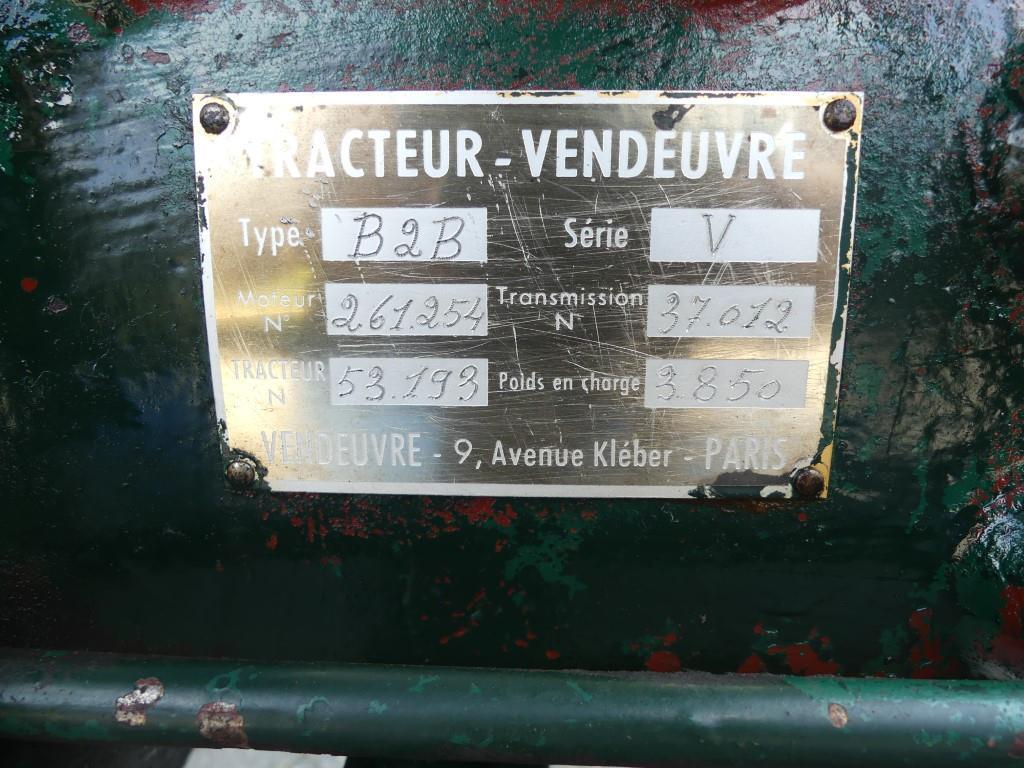 TRACTEUR - VENDEUVRE
Type B2B Série V
Moteur N° 261.254 Transmission N° 37.012
TRACTEUR N 53.193 Poids en charge 3.850
VENDEUVRE - 9, Avenue Kléber - PARIS